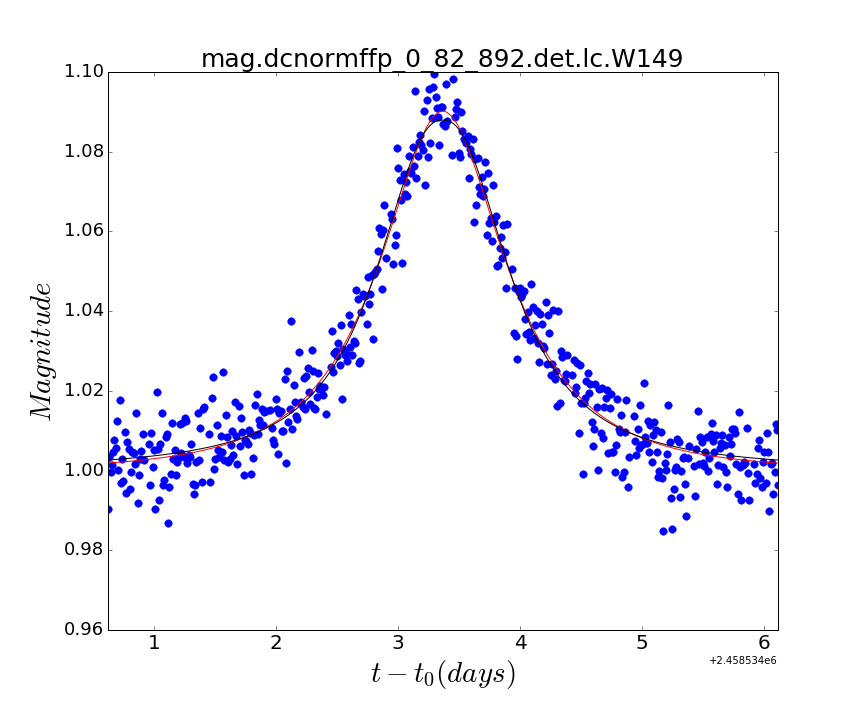 mag.dcnormffp_0_82_892.det.lc.W149
1.10
1.08
1.06
1.04
1.02
1.00
0.98
0.96
Magnitude
1 2 3 4 5 6
+2.458534e6
t − t₀(days)